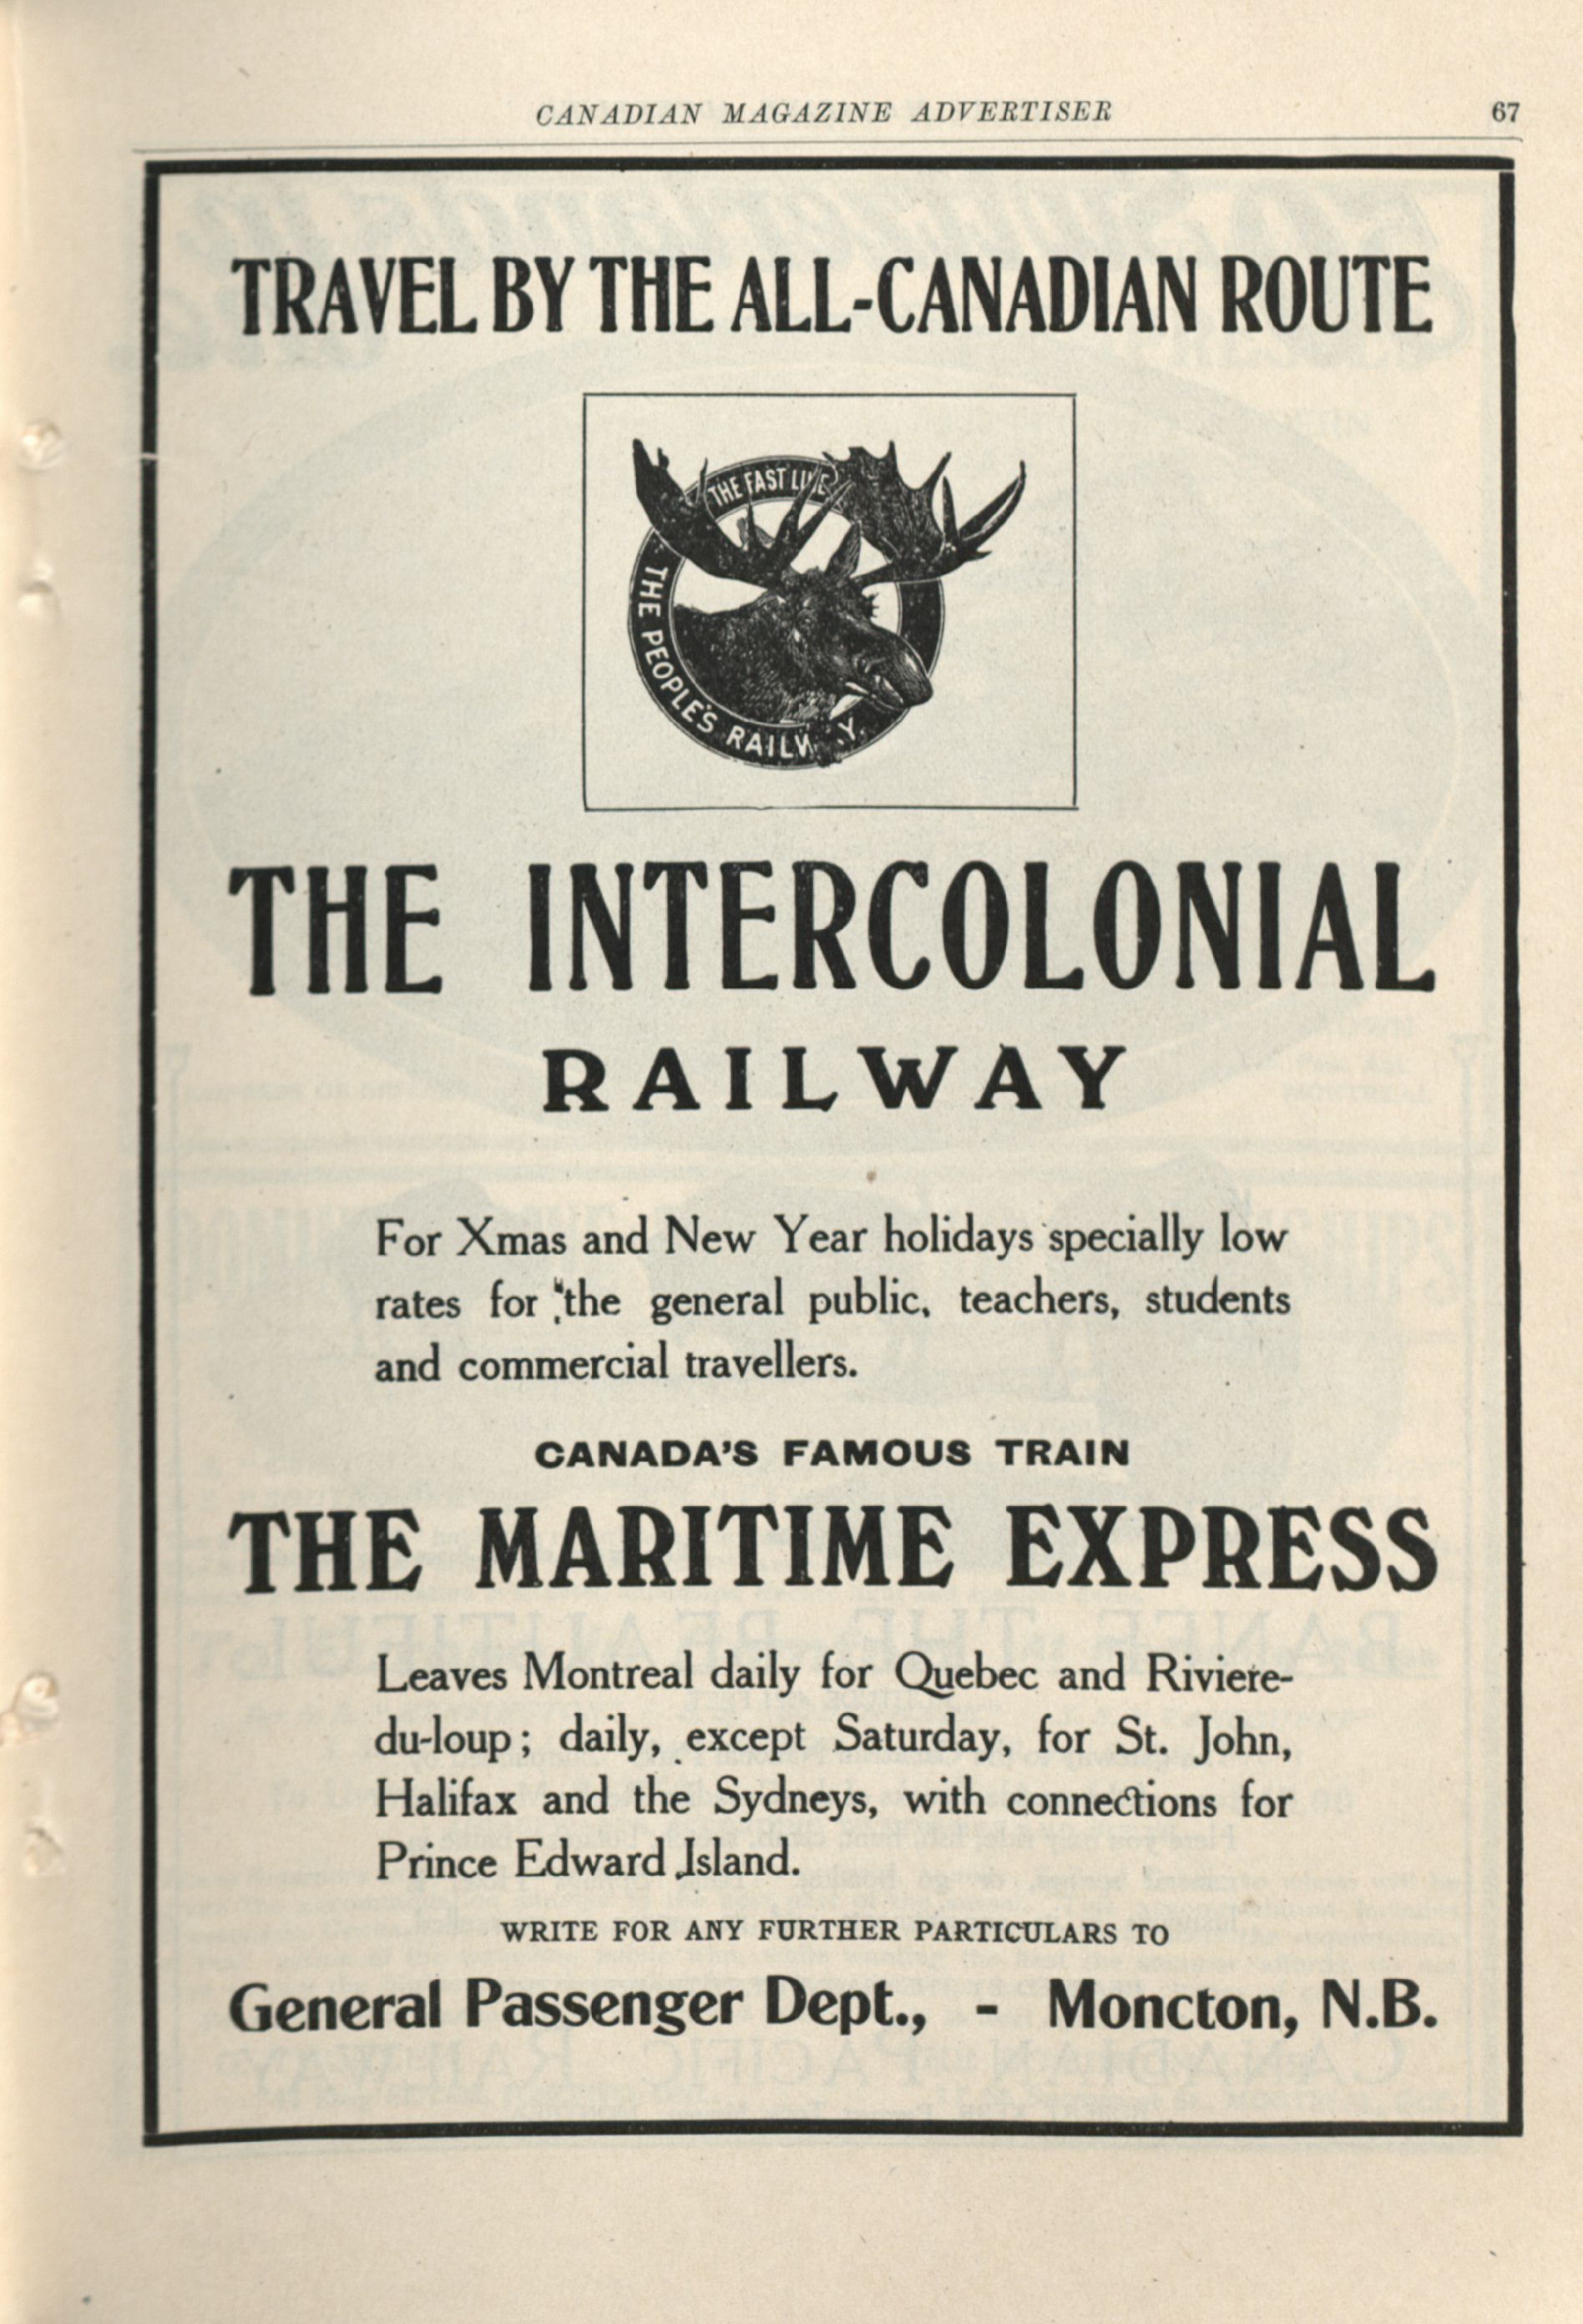 CANADIAN MAGAZINE ADVERTISER 67
TRAVEL BY THE ALL-CANADIAN ROUTE
THE FAST LINE
THE PEOPLE'S RAILWAY
THE INTERCOLONIAL
RAILWAY
For Xmas and New Year holidays specially low
rates for the general public, teachers, students
and commercial travellers.
CANADA'S FAMOUS TRAIN
THE MARITIME EXPRESS
Leaves Montreal daily for Quebec and Riviere-
du-loup; daily, except Saturday, for St. John,
Halifax and the Sydneys, with connections for
Prince Edward Island.
WRITE FOR ANY FURTHER PARTICULARS TO
General Passenger Dept., - Moncton, N.B.